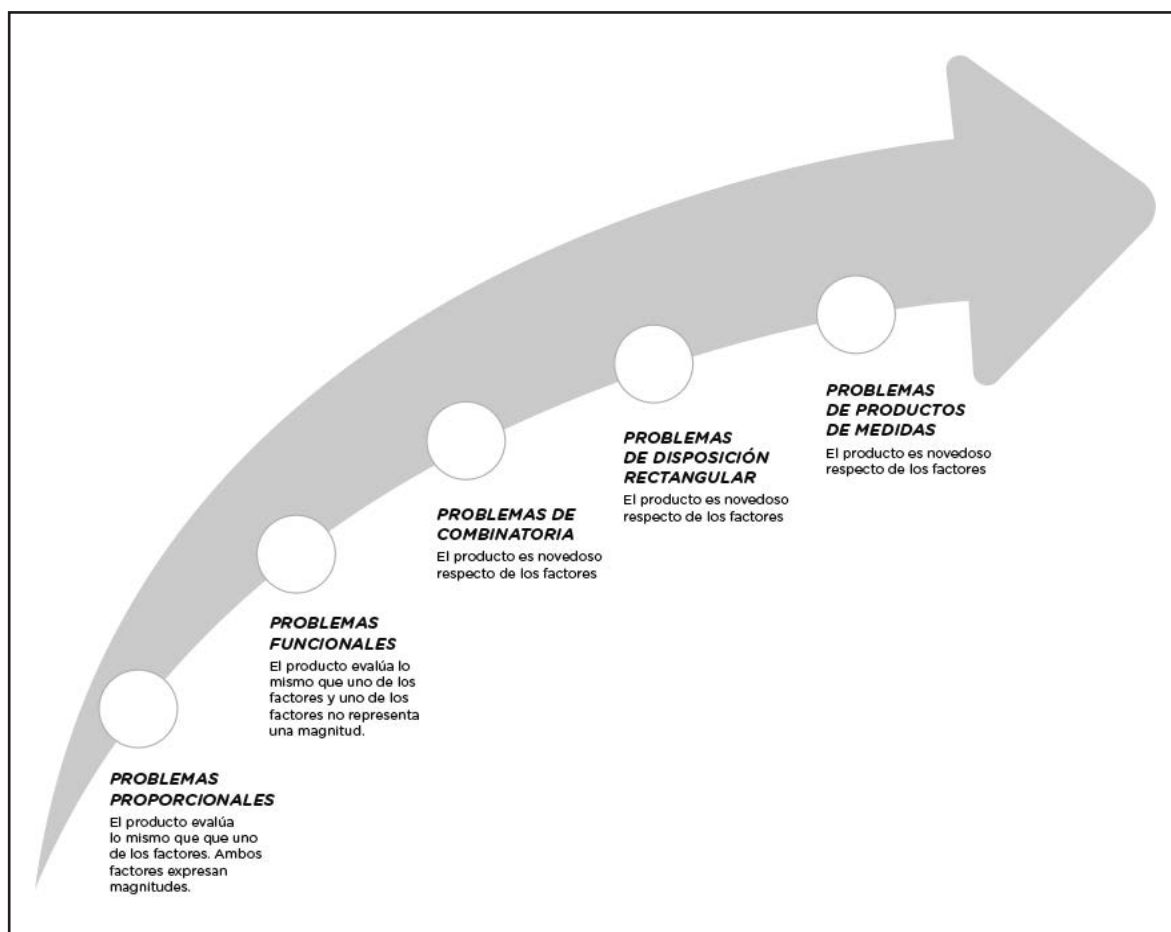 PROBLEMAS
DE PRODUCTOS
DE MEDIDAS
El producto es novedoso
respecto de los factores
PROBLEMAS
DE DISPOSICIÓN
RECTANGULAR
El producto es novedoso
respecto de los factores
PROBLEMAS DE
COMBINATORIA
El producto es novedoso
respecto de los factores
PROBLEMAS
FUNCIONALES
El producto evalúa lo
mismo que uno de los
factores y uno de los
factores no representa
una magnitud.
PROBLEMAS
PROPORCIONALES
El producto evalúa
lo mismo que que uno
de los factores. Ambos
factores expresan
magnitudes.